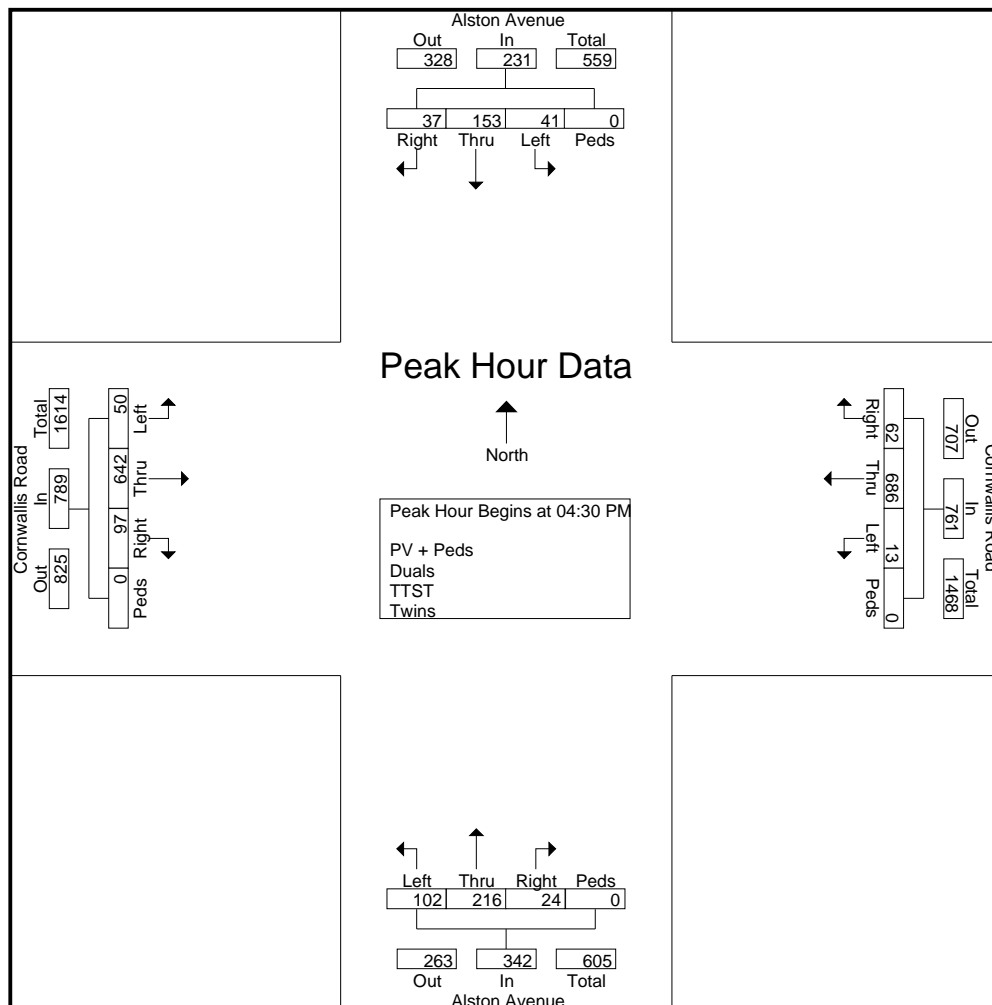 Alston Avenue
Out In Total
328 231 559
37 153 41 0
Right Thru Left Peds
Peak Hour Data
North
Peak Hour Begins at 04:30 PM
PV + Peds
Duals
TTST
Twins
Cornwallis Road
Out In Total
825 789 1614
97 642 50 0
Right Thru Left Peds
Cornwallis Road
Out In Total
707 761 1468
62 686 13 0
Right Thru Left Peds
Left Thru Right Peds
102 216 24 0
263 342 605
Out In Total
Alston Avenue